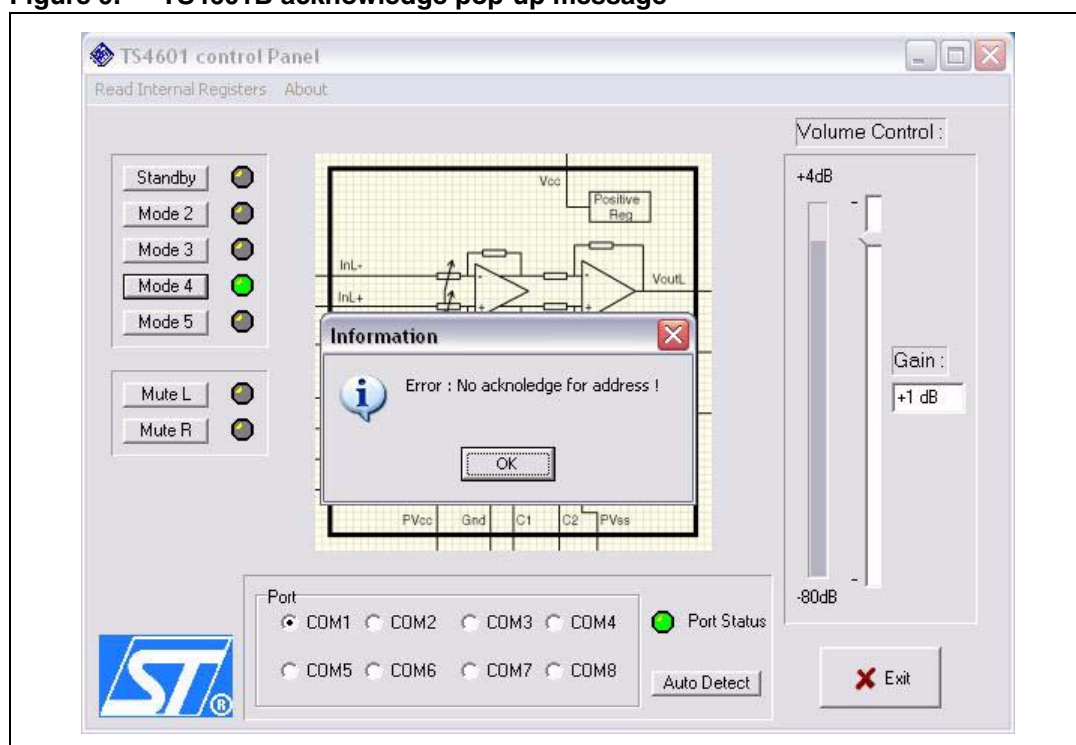 TS4601 control Panel
Read Internal Registers About
Volume Control :
Standby
Mode 2
Mode 3
Mode 4
Mode 5
Mute L
Mute R
Vcc
Positive
Reg
InL-
InL+
VoutL
Information
Error : No acknoledge for address !
OK
PVcc Gnd C1 C2 PVss
+4dB
Gain :
+1 dB
-80dB
Port
COM1 COM2 COM3 COM4
COM5 COM6 COM7 COM8
Port Status
Auto Detect
Exit
ST®